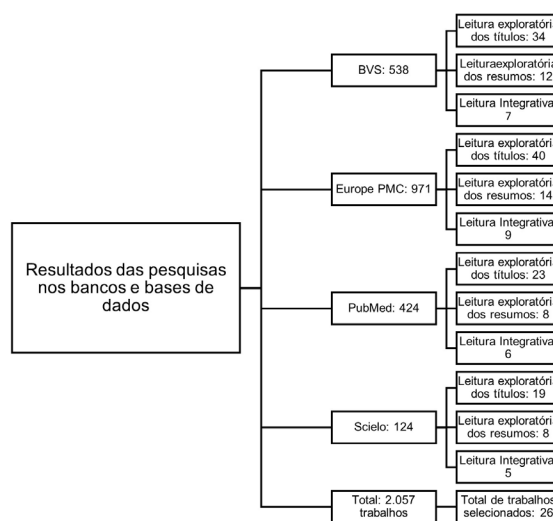 Resultados das pesquisas
nos bancos e bases de
dados
BVS: 538
Leitura exploratóri
dos títulos: 34
Leituraexploratória
dos resumos: 12
Leitura Integrativa
7
Europe PMC: 971
Leitura exploratóri
dos títulos: 40
Leitura exploratóri
dos resumos: 14
Leitura Integrativa
9
PubMed: 424
Leitura exploratóri
dos títulos: 23
Leitura exploratóri
dos resumos: 8
Leitura Integrativa
6
Scielo: 124
Leitura exploratóri
dos títulos: 19
Leitura exploratóri
dos resumos: 8
Leitura Integrativa
5
Total: 2.057
trabalhos
Total de trabalhos
selecionados: 26